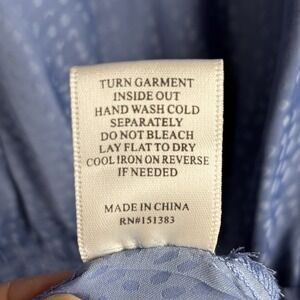 TURN GARMENT
INSIDE OUT
HAND WASH COLD
SEPARATELY
DO NOT BLEACH
LAY FLAT TO DRY
COOL IRON ON REVERSE
IF NEEDED
MADE IN CHINA
RN#151383